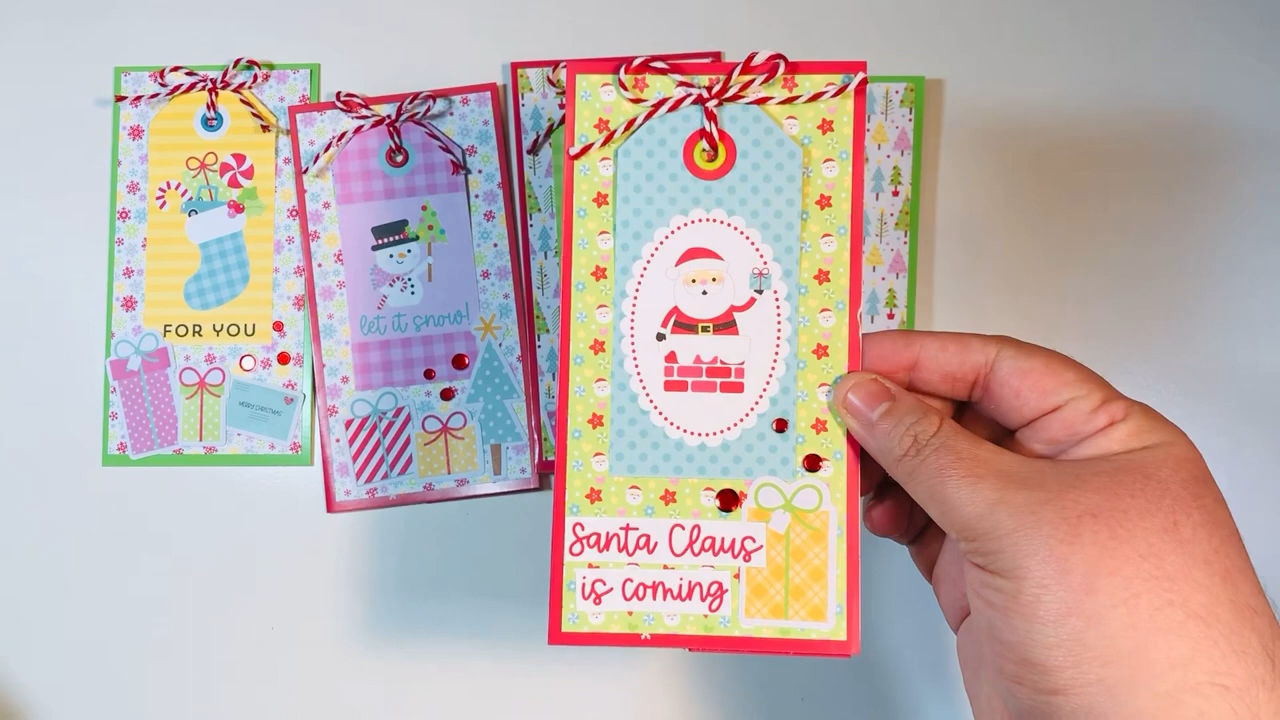 FOR YOU
MERRY CHRISTMAS
let it snow!
Santa Claus
is coming